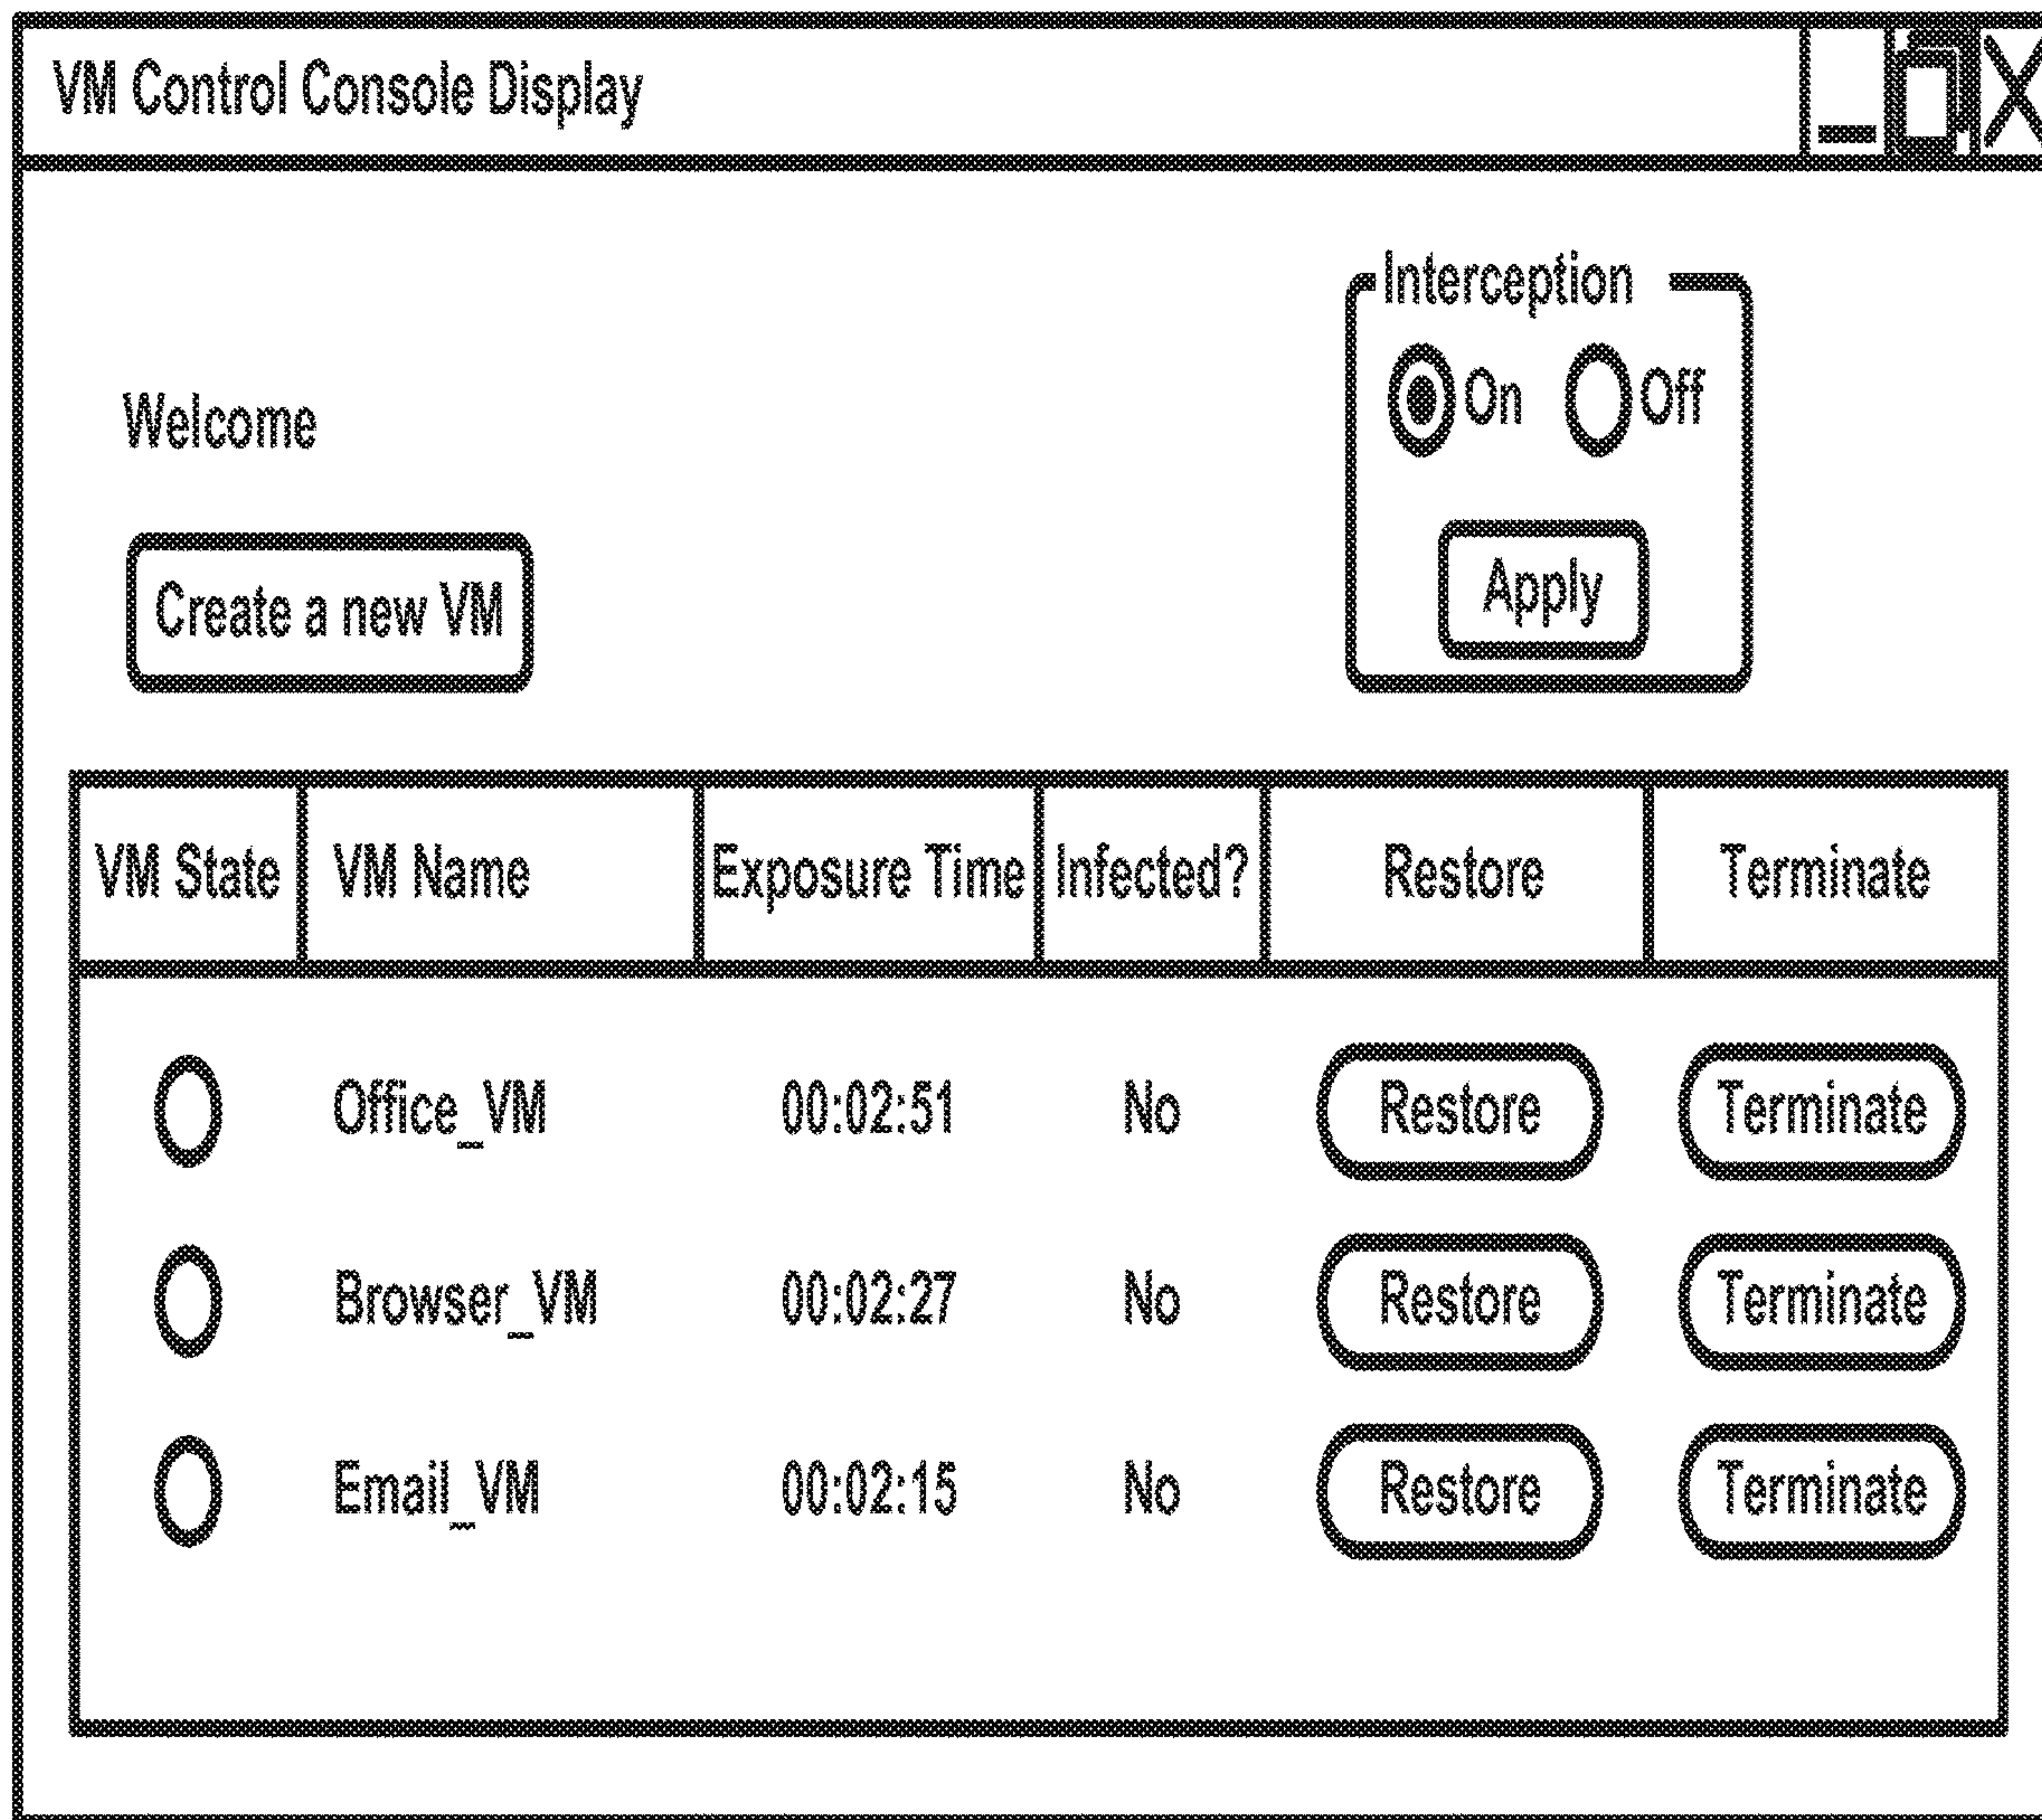 VM Control Console Display
Interception
On Off
Welcome
Apply
Create a new VM
VM State VM Name Exposure Time Infected? Restore Terminate
Office_VM 00:02:51 No Restore Terminate
Browser_VM 00:02:27 No Restore Terminate
Email_VM 00:02:15 No Restore Terminate